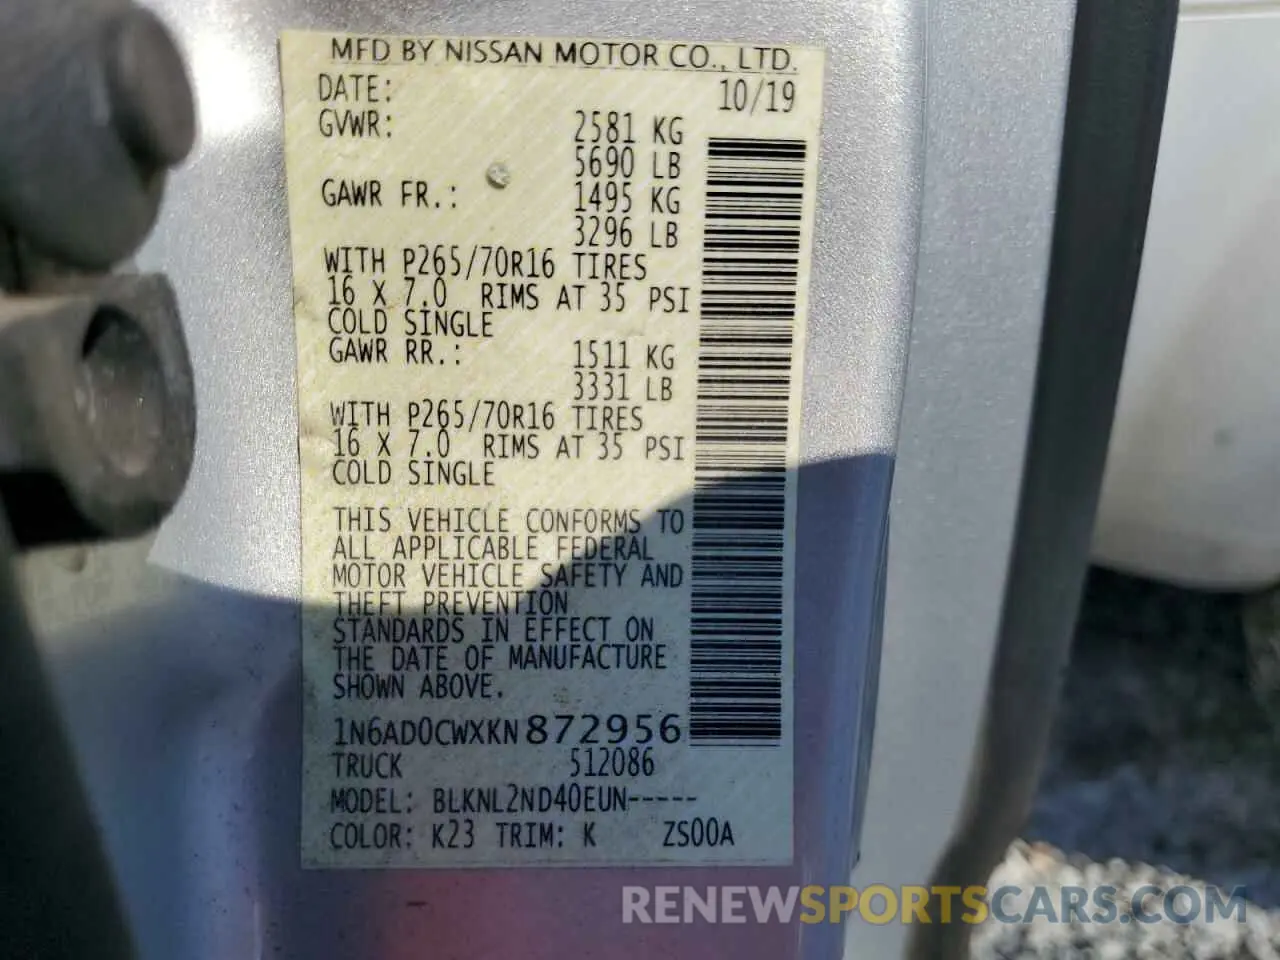 MFD BY NISSAN MOTOR CO., LTD.
DATE: 10/19
GVWR: 2581 KG
5690 LB
GAWR FR.: 1495 KG
3296 LB
WITH P265/70R16 TIRES
16 X 7.0 RIMS AT 35 PSI
COLD SINGLE
GAWR RR.: 1511 KG
3331 LB
WITH P265/70R16 TIRES
16 X 7.0 RIMS AT 35 PSI
COLD SINGLE
THIS VEHICLE CONFORMS TO
ALL APPLICABLE FEDERAL
MOTOR VEHICLE SAFETY AND
THEFT PREVENTION
STANDARDS IN EFFECT ON
THE DATE OF MANUFACTURE
SHOWN ABOVE.
1N6AD0CWXKN872956
TRUCK 512086
MODEL: BLKNL2ND40EUN-----
COLOR: K23 TRIM: K ZS00A
RENEWSPORTSCARS.COM